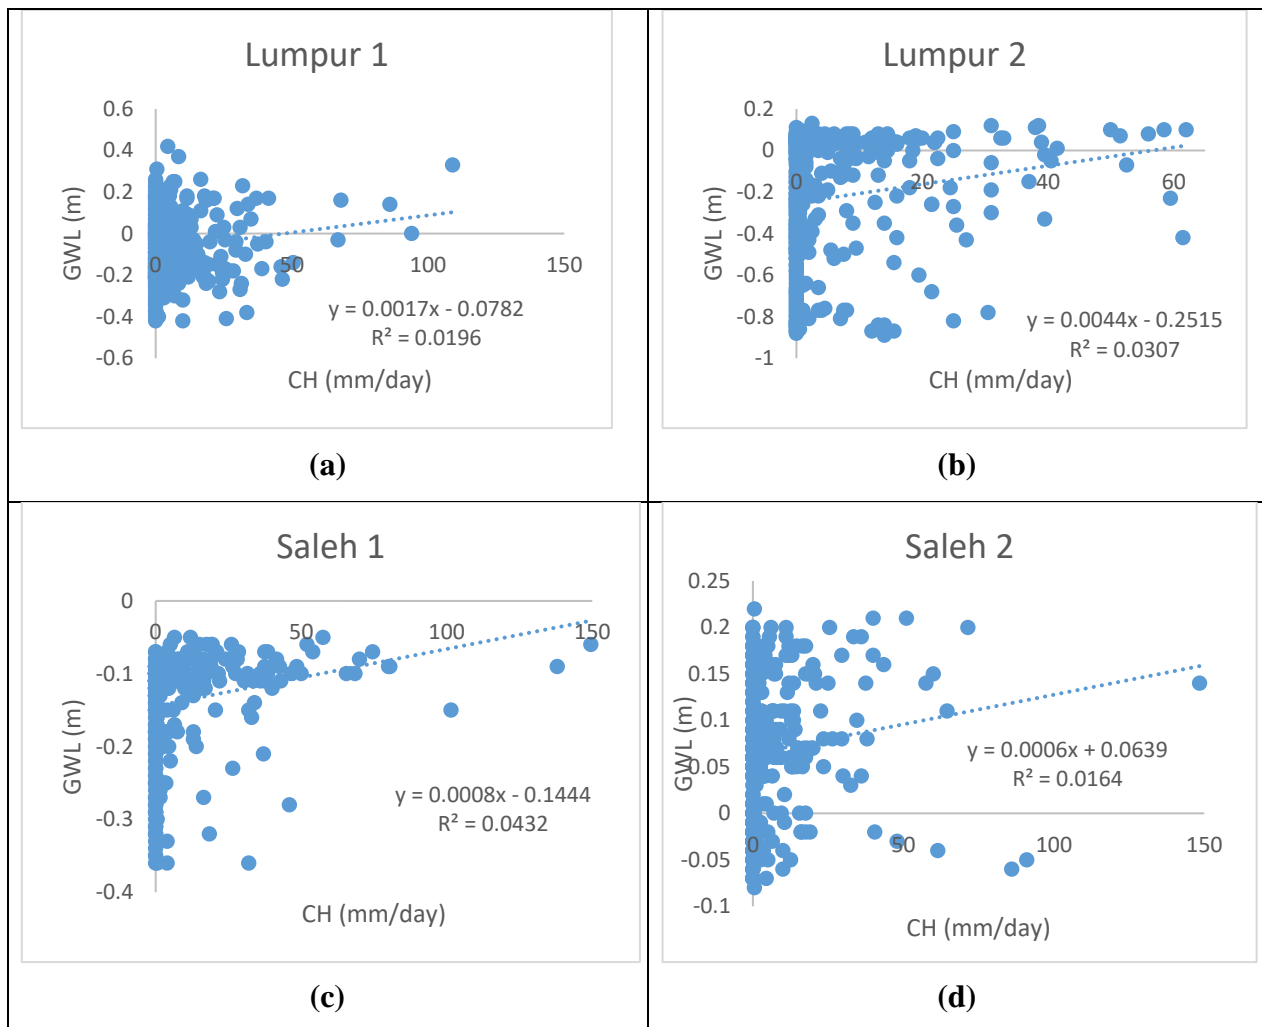 Lumpur 1
0.6
0.4
0.2
0
-0.2
-0.4
-0.6
GWL (m)
0 50 100 150
y = 0.0017x - 0.0782
R² = 0.0196
CH (mm/day)
(a)
Lumpur 2
0.2
0
-0.2
-0.4
-0.6
-0.8
-1
GWL (m)
0 20 40 60
y = 0.0044x - 0.2515
R² = 0.0307
CH (mm/day)
(b)
Saleh 1
0
-0.1
-0.2
-0.3
-0.4
GWL (m)
0 50 100 150
y = 0.0008x - 0.1444
R² = 0.0432
CH (mm/day)
(c)
Saleh 2
0.25
0.2
0.15
0.1
0.05
0
-0.05
-0.1
GWL (m)
0 50 100 150
y = 0.0006x + 0.0639
R² = 0.0164
CH (mm/day)
(d)